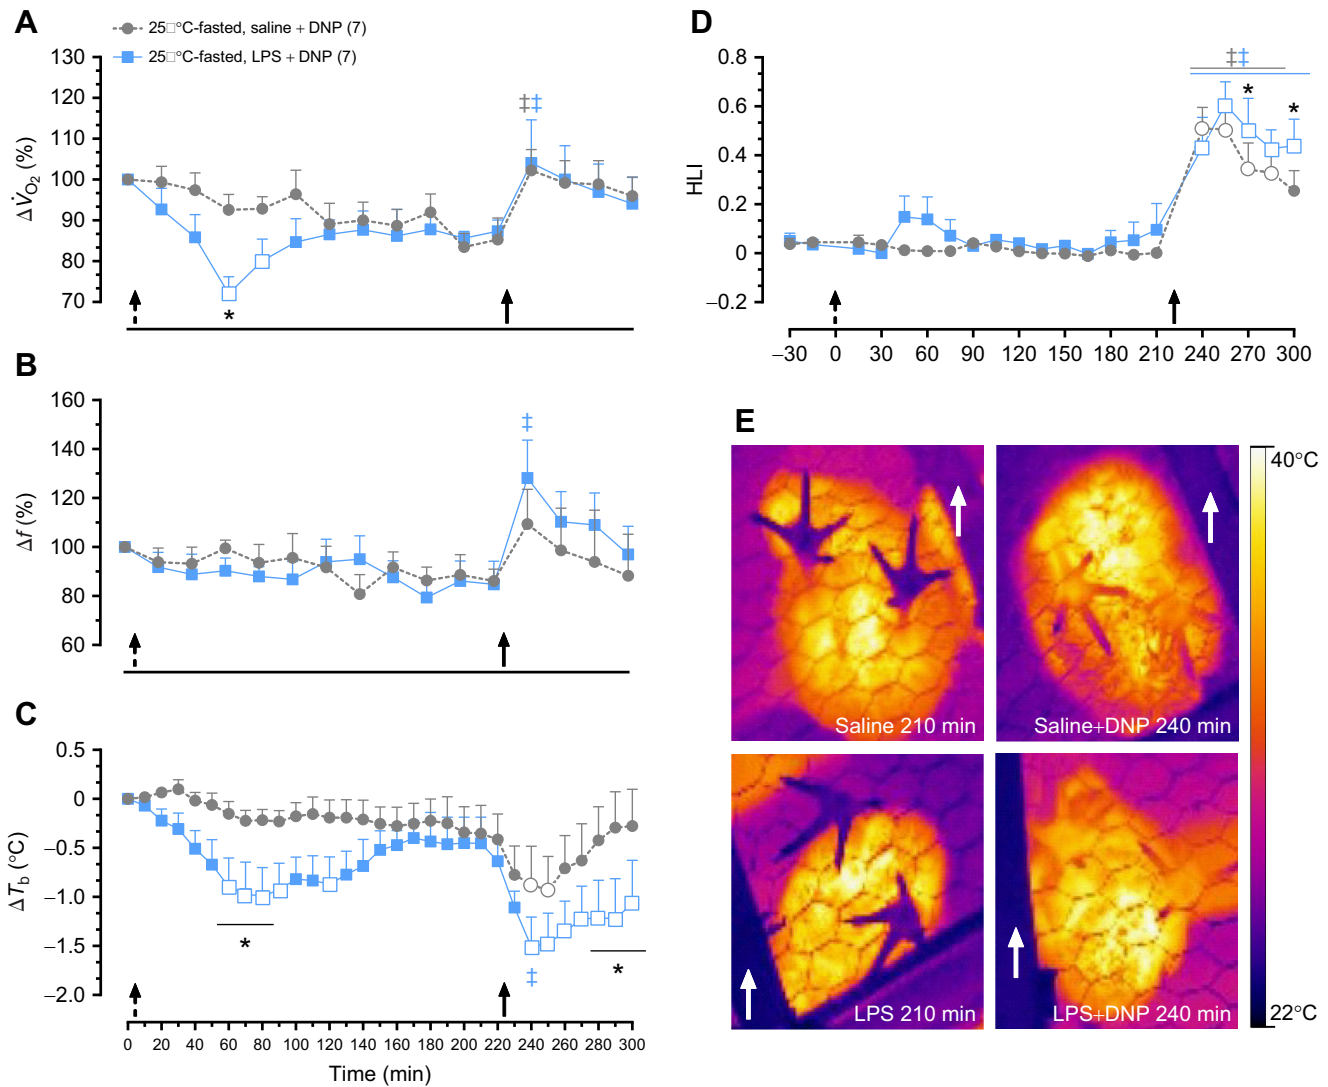 A
25□°C-fasted, saline + DNP (7)
25□°C-fasted, LPS + DNP (7)
ΔV̇O₂ (%)
130
120
110
100
90
80
70
‡‡
*
B
Δf (%)
160
140
120
100
80
60
‡
C
ΔTb (°C)
0.5
0
−0.5
−1.0
−1.5
−2.0
*
‡
*
0 20 40 60 80 100 120 140 160 180 200 220 240 260 280 300
Time (min)
D
HLI
0.8
0.6
0.4
0.2
0
−0.2
‡‡
*
*
−30 0 30 60 90 120 150 180 210 240 270 300
E
Saline 210 min
Saline+DNP 240 min
LPS 210 min
LPS+DNP 240 min
40°C
22°C